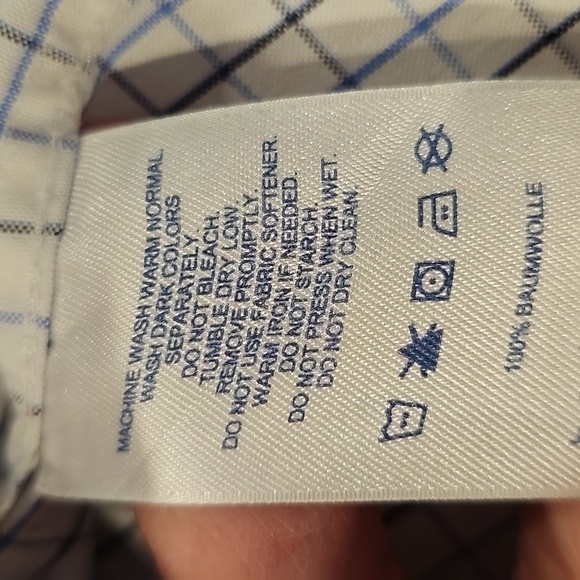 MACHINE WASH WARM NORMAL.
WASH DARK COLORS
SEPARATELY.
DO NOT BLEACH.
TUMBLE DRY LOW.
REMOVE PROMPTLY.
DO NOT USE FABRIC SOFTENER.
WARM IRON IF NEEDED.
DO NOT STARCH.
DO NOT PRESS WHEN WET.
DO NOT DRY CLEAN.
100% BAUMWOLLE